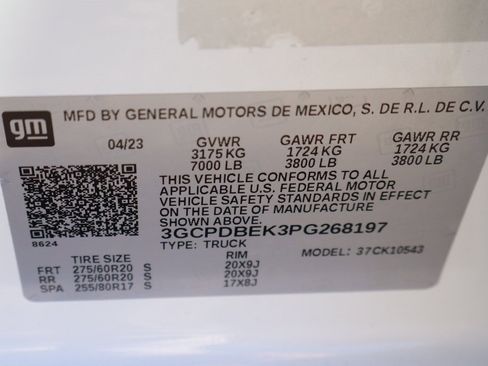 gm
MFD BY GENERAL MOTORS DE MEXICO, S. DE R.L. DE C.V.
04/23 GVWR GAWR FRT GAWR RR
3175 KG 1724 KG 1724 KG
7000 LB 3800 LB 3800 LB
THIS VEHICLE CONFORMS TO ALL
APPLICABLE U.S. FEDERAL MOTOR
VEHICLE SAFETY STANDARDS IN EFFECT
ON THE DATE OF MANUFACTURE
SHOWN ABOVE.
8624
3GCPDBEK3PG268197
TYPE: TRUCK MODEL: 37CK10543
TIRE SIZE RIM
FRT 275/60R20 S 20X9J
RR 275/60R20 S 20X9J
SPA 255/80R17 S 17X8J